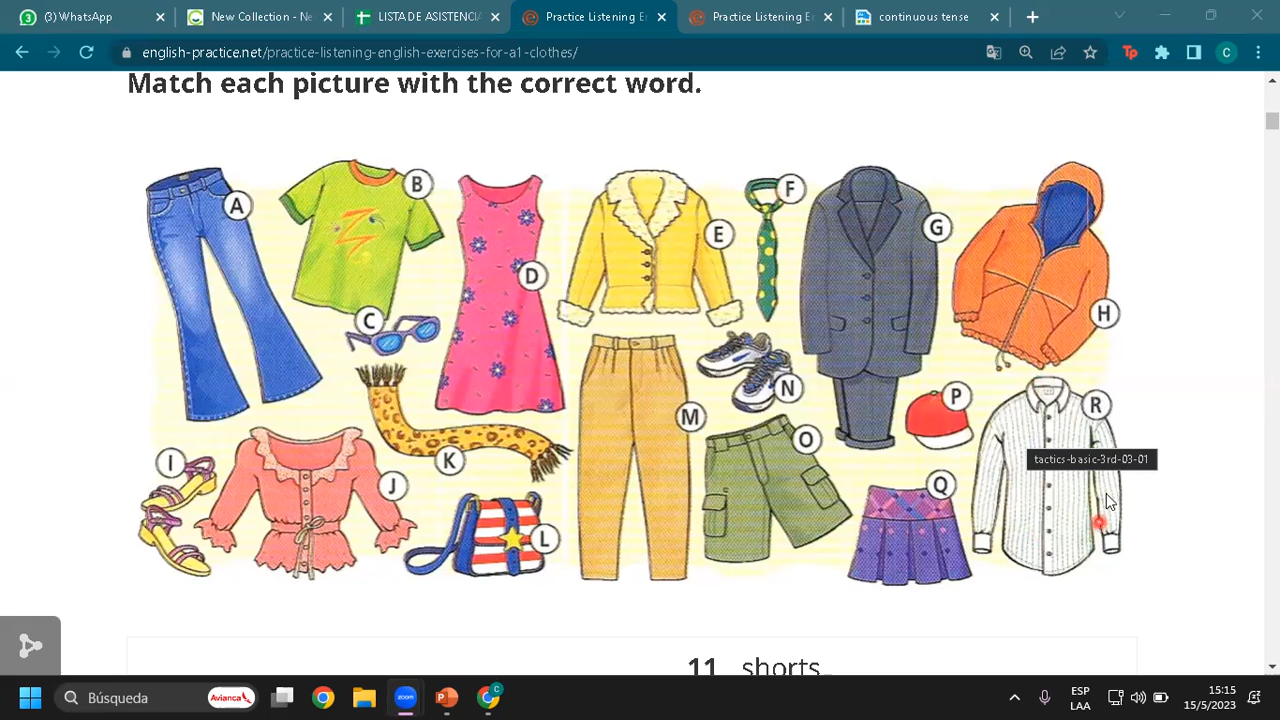 (3) WhatsApp
New Collection - Ne
LISTA DE ASISTENCIA
Practice Listening En
Practice Listening En
continuous tense
english-practice.net/practice-listening-english-exercises-for-a1-clothes/
Tp
C
Match each picture with the correct word.
A
B
C
D
E
F
G
H
I
J
K
L
M
N
O
P
Q
R
tactics-basic-3rd-03-01
11 shorts
Búsqueda
Avianca
zoom
C
ESP
LAA
15:15
15/5/2023